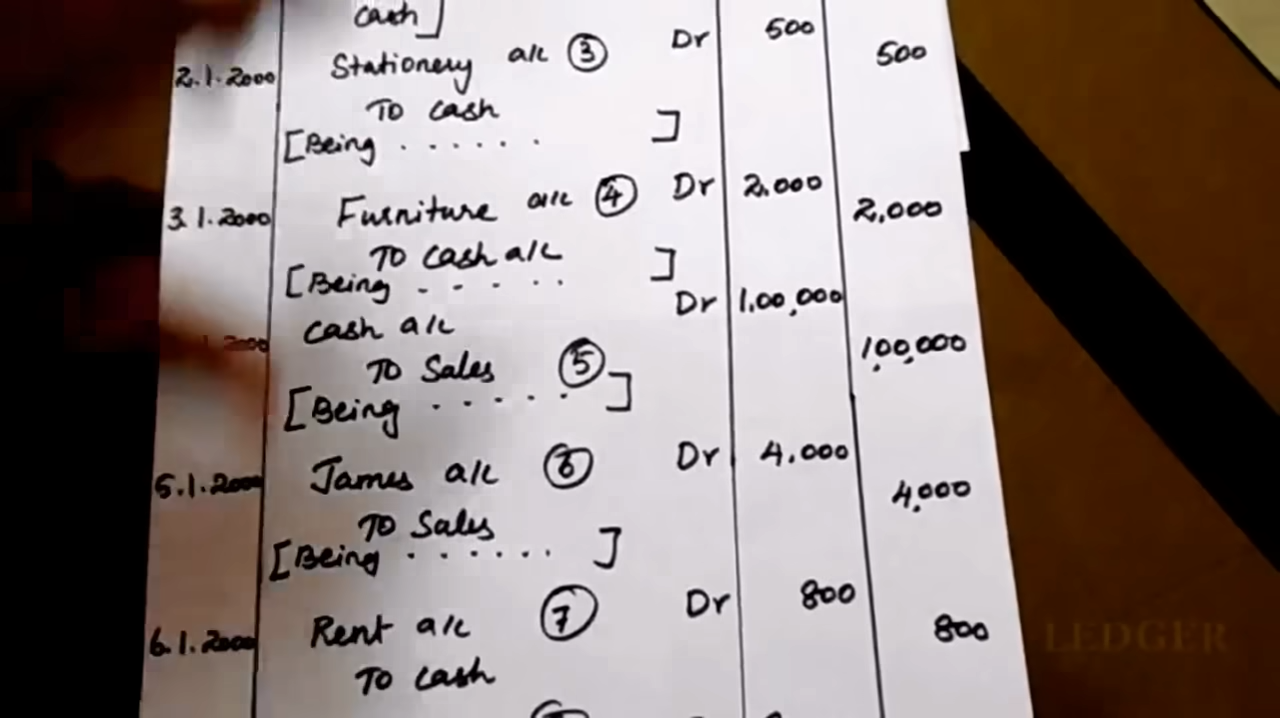 cash]
2.1.2000 Stationery a/c ③ Dr 500
To cash 500
[Being . . . . . . ]
3.1.2000 Furniture a/c ④ Dr 2,000
To cash a/c 2,000
[Being - - - . . ]
Cash a/c Dr 1,00,000
2000 To Sales ⑤ 1,00,000
[Being . . . . . . ]
5.1.2000 James a/c ⑥ Dr 4,000
To Sales 4,000
[Being . . . . . . ]
6.1.2000 Rent a/c ⑦ Dr 800
To cash 800
LEDGER